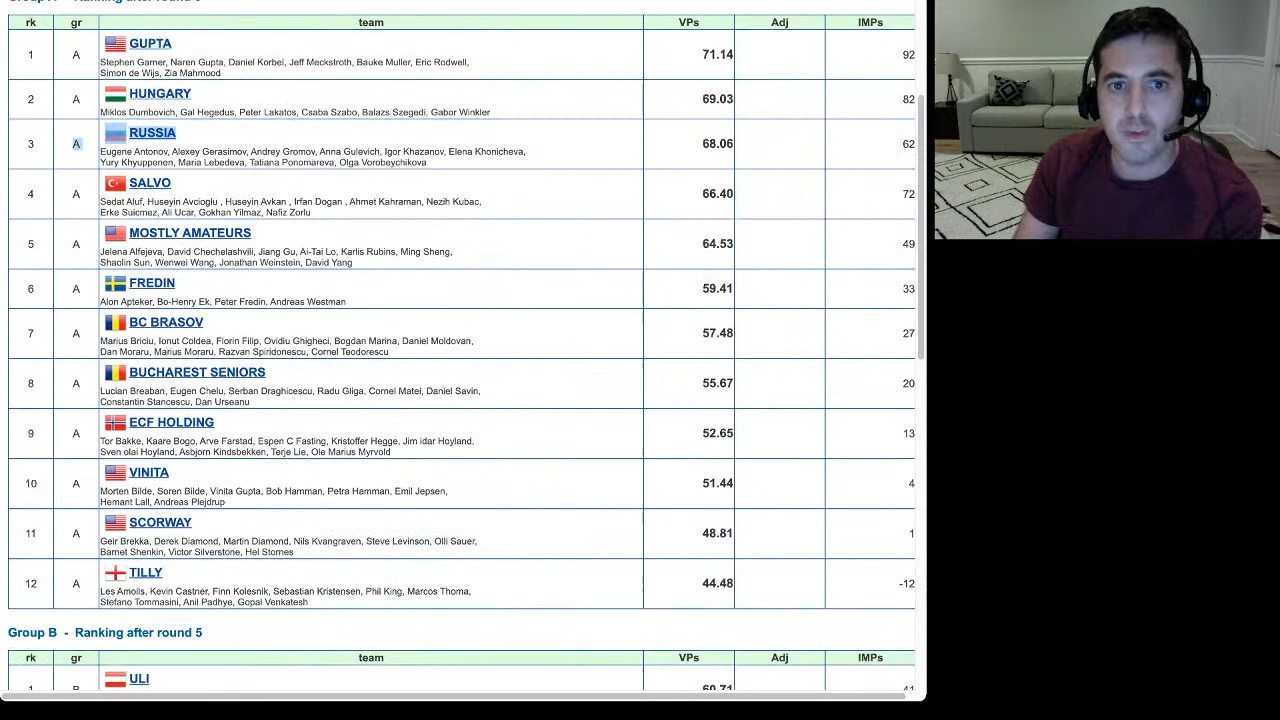 rk gr team VPs Adj IMPs
1 A GUPTA 71.14 92
Stephen Garner, Naren Gupta, Daniel Korbel, Jeff Meckstroth, Bauke Muller, Eric Rodwell,
Simon de Wijs, Zia Mahmood
2 A HUNGARY 69.03 82
Miklos Dumbovich, Gal Hegedus, Peter Lakatos, Csaba Szabo, Balazs Szegedi, Gabor Winkler
3 A RUSSIA 68.06 62
Eugene Antonov, Alexey Gerasimov, Andrey Gromov, Anna Gulevich, Igor Khazanov, Elena Khonicheva,
Yury Khyupponen, Maria Lebedeva, Tatiana Ponomareva, Olga Vorobeychikova
4 A SALVO 66.40 72
Sedat Aluf, Huseyin Avcioglu , Huseyin Avkan , Irfan Dogan , Ahmet Kahraman, Nezih Kubac,
Erke Suicmez, Ali Ucar, Gokhan Yilmaz, Nafiz Zorlu
5 A MOSTLY AMATEURS 64.53 49
Jelena Alfejeva, David Chechelashvili, Jiang Gu, Ai-Tai Lo, Karlis Rubins, Ming Sheng,
Shaolin Sun, Wenwei Wang, Jonathan Weinstein, David Yang
6 A FREDIN 59.41 33
Alon Apteker, Bo-Henry Ek, Peter Fredin, Andreas Westman
7 A BC BRASOV 57.48 27
Marius Briciu, Ionut Coldea, Florin Filip, Ovidiu Ghigheci, Bogdan Marina, Daniel Moldovan,
Dan Moraru, Marius Moraru, Razvan Spiridonescu, Cornel Teodorescu
8 A BUCHAREST SENIORS 55.67 20
Lucian Breaban, Eugen Chelu, Serban Draghicescu, Radu Gliga, Cornel Matei, Daniel Savin,
Constantin Stancescu, Dan Urseanu
9 A ECF HOLDING 52.65 13
Tor Bakke, Kaare Bogo, Arve Farstad, Espen C Fasting, Kristoffer Hegge, Jim idar Hoyland,
Sven olai Hoyland, Asbjorn Kindsbekken, Terje Lie, Ole Marius Myrvold
10 A VINITA 51.44 4
Morten Bilde, Soren Bilde, Vinita Gupta, Bob Hamman, Petra Hamman, Emil Jepsen,
Hemant Lall, Andreas Plejdrup
11 A SCORWAY 48.81 1
Geir Brekka, Derek Diamond, Martin Diamond, Nils Kvangraven, Steve Levinson, Olli Sauer,
Barnet Shenkin, Victor Silverstone, Hel Stornes
12 A TILLY 44.48 -12
Les Amoils, Kevin Castner, Finn Kolesnik, Sebastian Kristensen, Phil King, Marcos Thoma,
Stefano Tommasini, Anil Padhye, Gopal Venkatesh
Group B - Ranking after round 5
rk gr team VPs Adj IMPs
1 B ULI 60.71 41